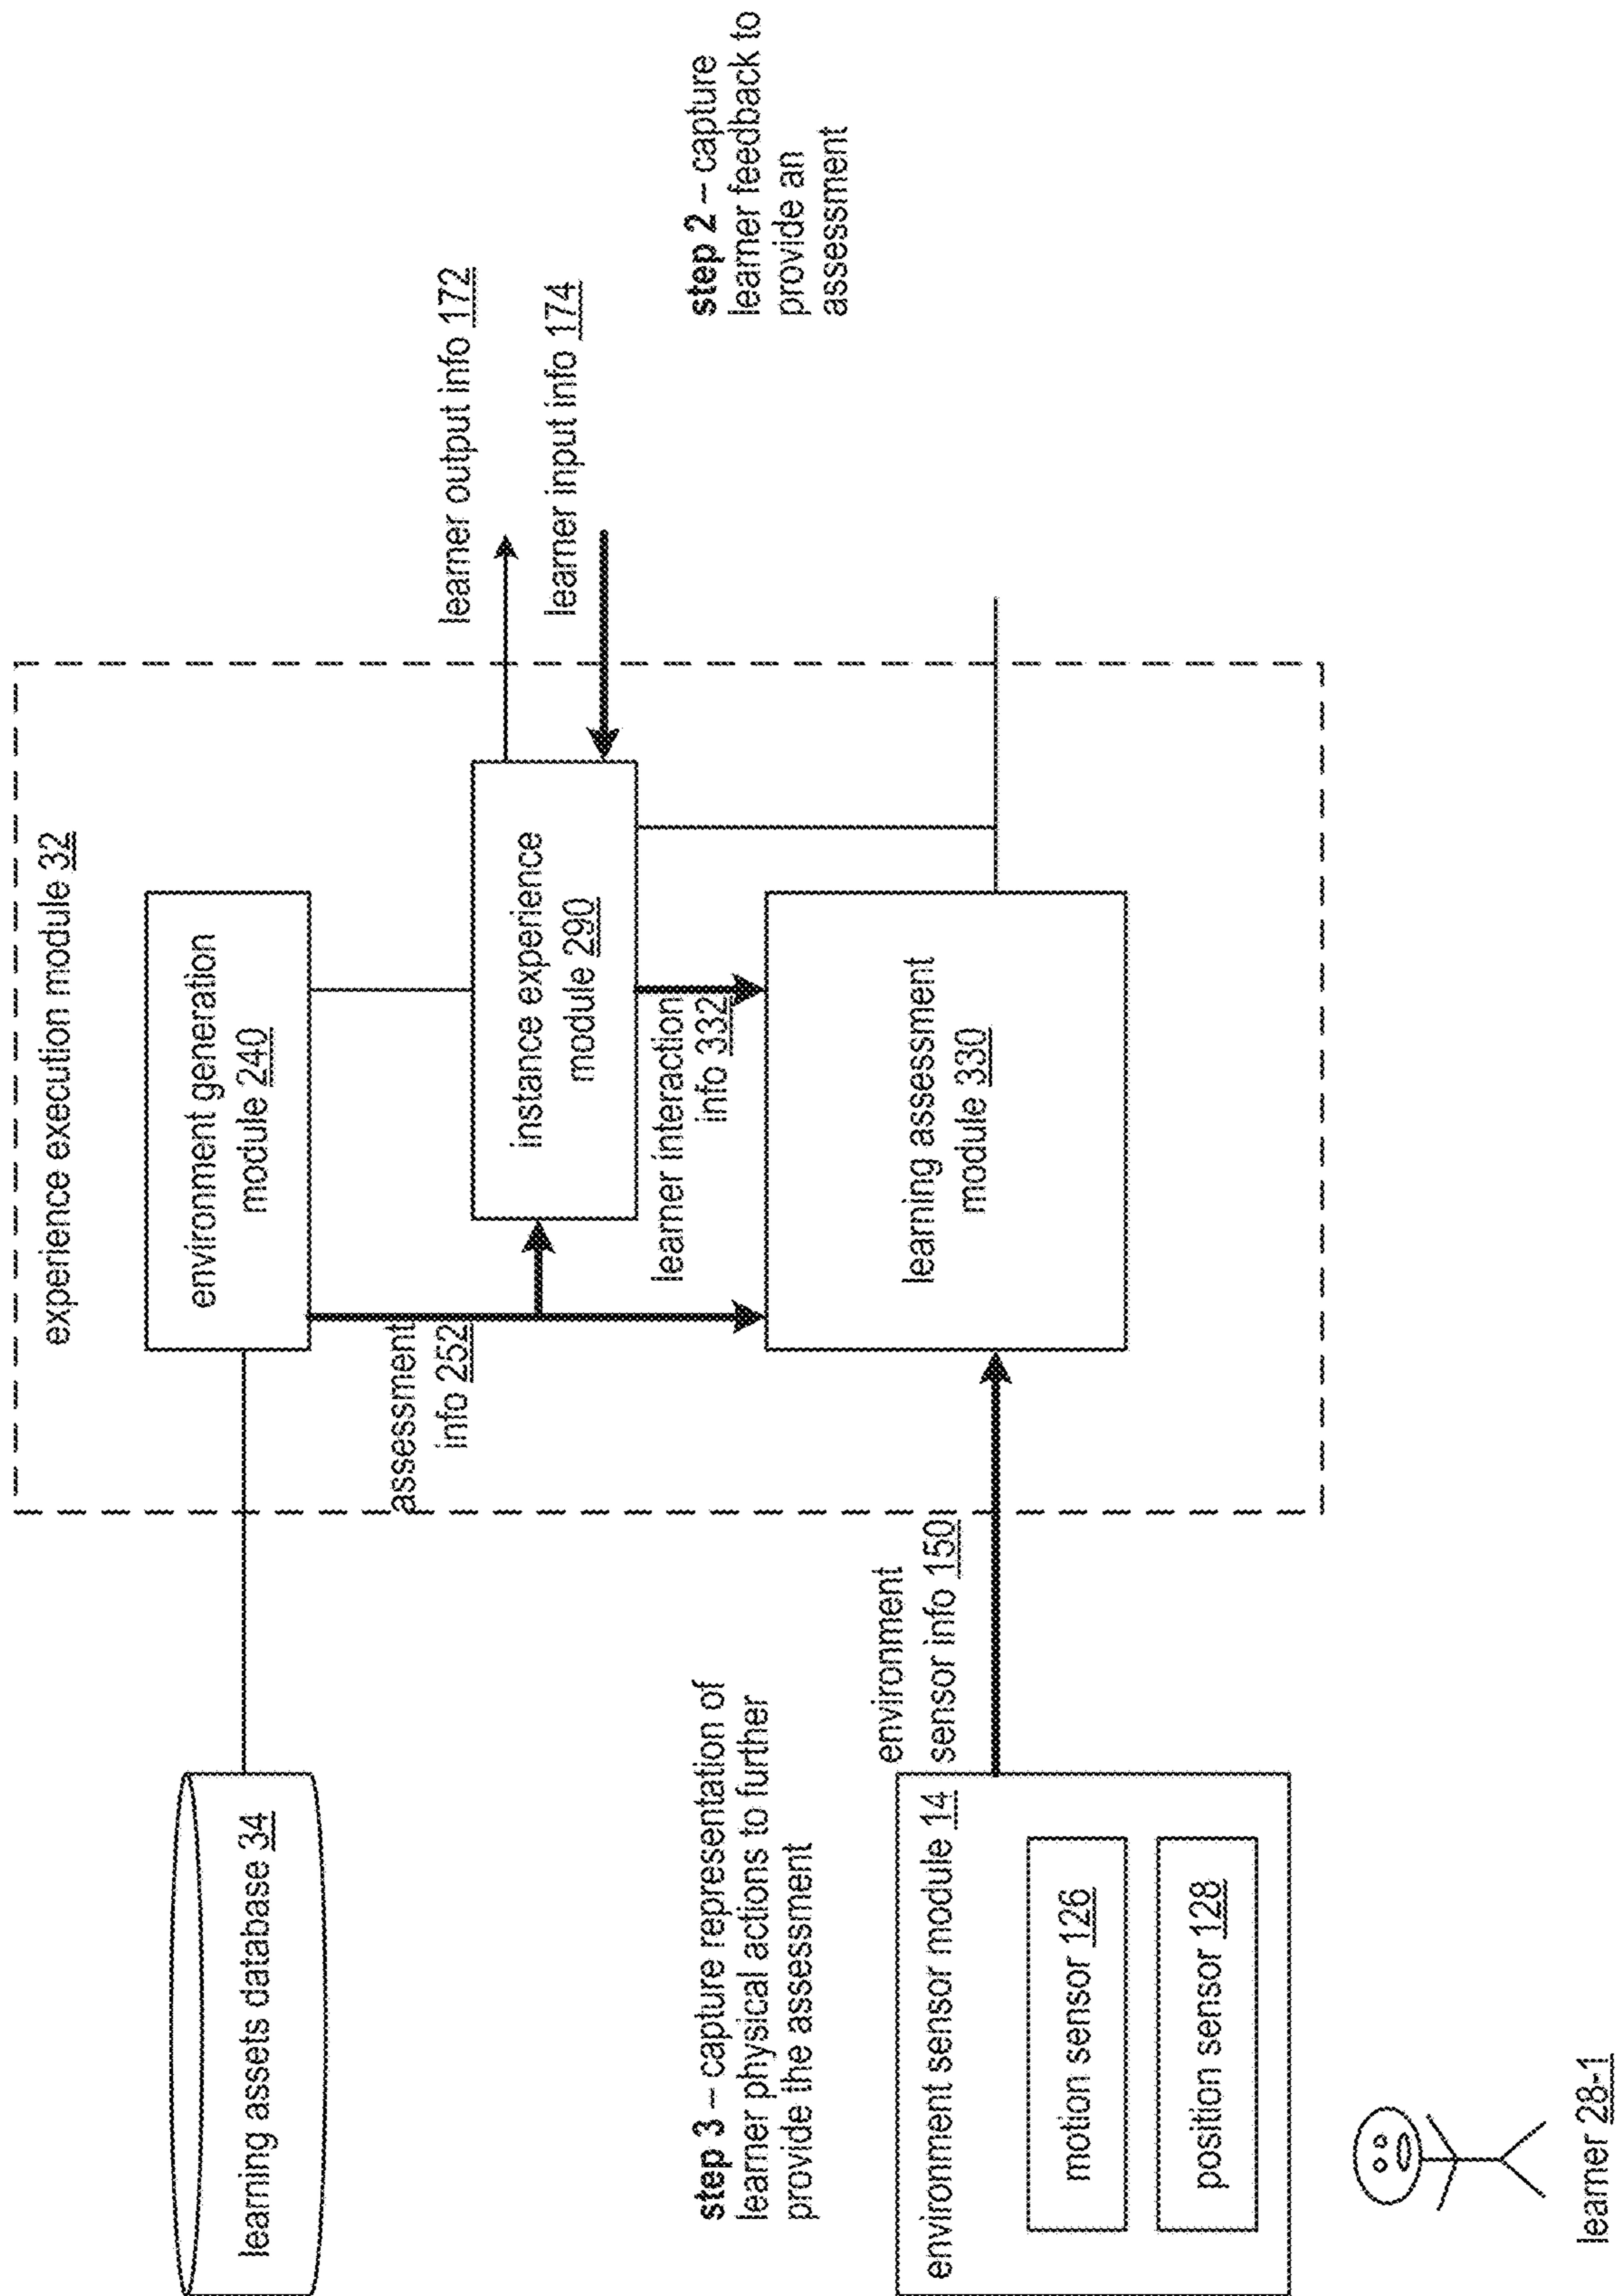 experience execution module 32
learning assets database 34
environment generation
module 240
assessment
info 252
instance experience
module 290
learner output info 172
learner input info 174
learner interaction
info 332
step 3 – capture representation of
learner physical actions to further
provide the assessment
step 2 – capture
learner feedback to
provide an
assessment
environment
sensor info 150
learning assessment
module 330
environment sensor module 14
motion sensor 126
position sensor 128
learner 28-1